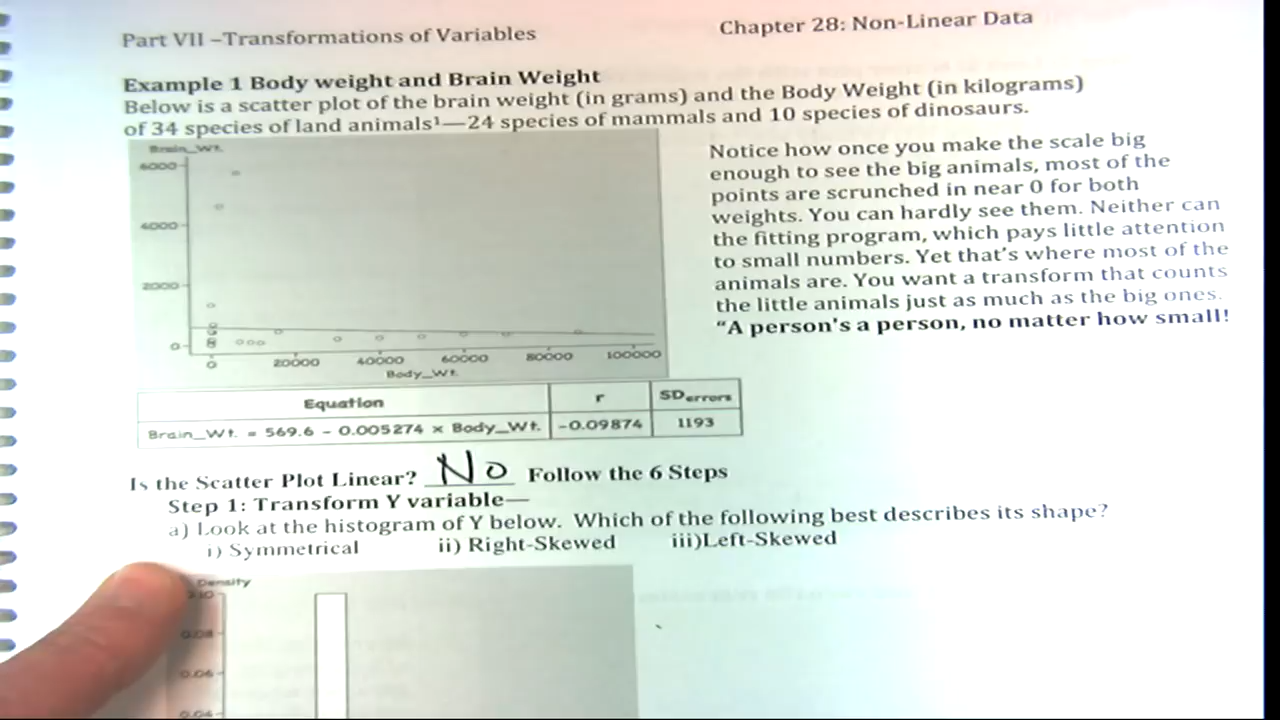 Part VII –Transformations of Variables
Chapter 28: Non-Linear Data
Example 1 Body weight and Brain Weight
Below is a scatter plot of the brain weight (in grams) and the Body Weight (in kilograms)
of 34 species of land animals¹—24 species of mammals and 10 species of dinosaurs.
Brain_Wt.
6000
4000
2000
0
0 20000 40000 60000 80000 100000
Body_Wt.
Notice how once you make the scale big
enough to see the big animals, most of the
points are scrunched in near 0 for both
weights. You can hardly see them. Neither can
the fitting program, which pays little attention
to small numbers. Yet that's where most of the
animals are. You want a transform that counts
the little animals just as much as the big ones.
"A person's a person, no matter how small!
Equation r SDerrors
Brain_Wt. = 569.6 - 0.005274 × Body_Wt. -0.09874 1193
Is the Scatter Plot Linear? No Follow the 6 Steps
Step 1: Transform Y variable—
a) Look at the histogram of Y below. Which of the following best describes its shape?
i) Symmetrical ii) Right-Skewed iii)Left-Skewed
Density
0.08
0.06
0.04